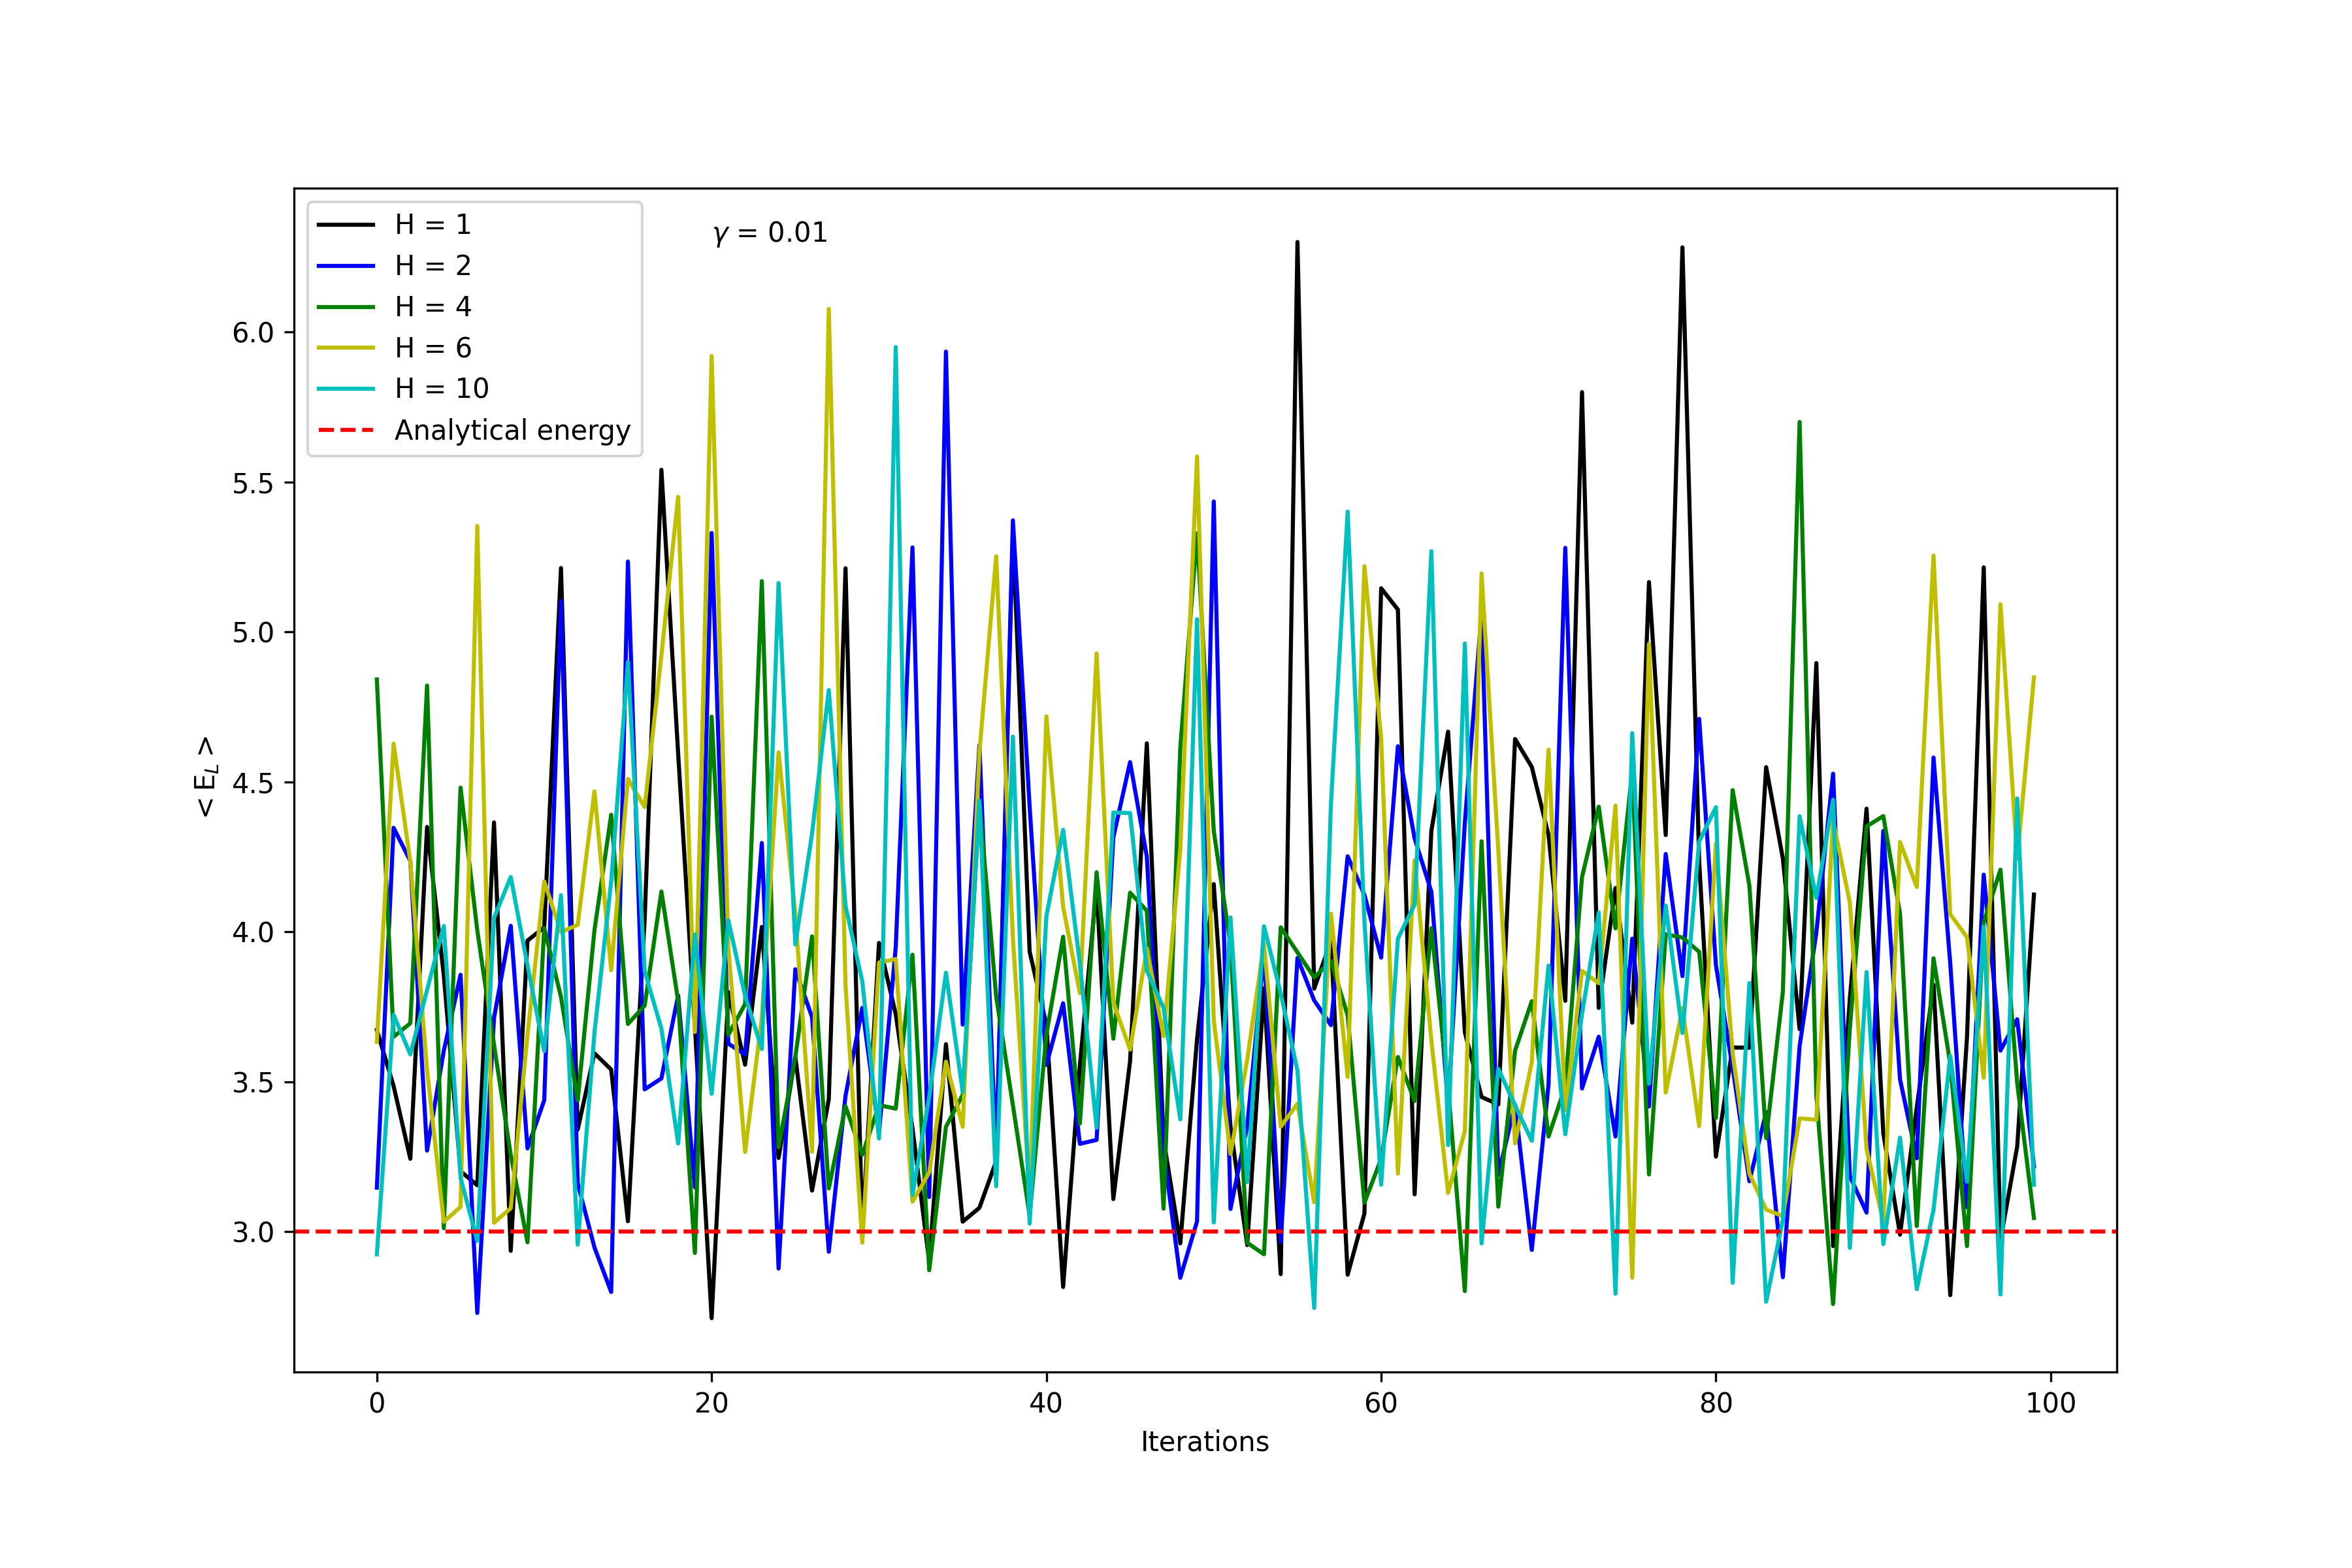 H = 1
H = 2
H = 4
H = 6
H = 10
Analytical energy
γ = 0.01
6.0
5.5
5.0
4.5
4.0
3.5
3.0
<E_L>
0 20 40 60 80 100
Iterations